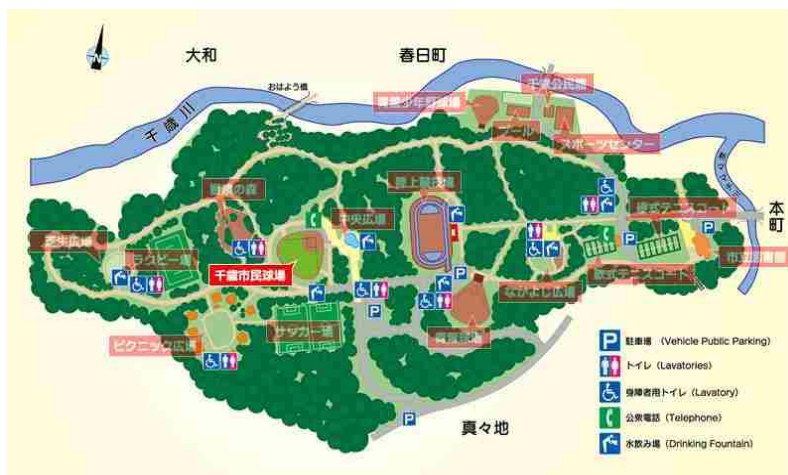 大和
春日町
おはよう橋
千歳川
千歳公民館
青葉少年野球場
プール
スポーツセンター
陸上競技場
中央広場
硬式テニスコート
本町
芝生広場
ラグビー場
千歳市民球場
なかよし広場
軟式テニスコート
市立図書館
サッカー場
ピクニック広場
真々地
P 駐車場 (Vehicle Public Parking)
トイレ (Lavatories)
身障者用トイレ (Lavatory)
公衆電話 (Telephone)
水飲み場 (Drinking Fountain)
P
P
P
P
P